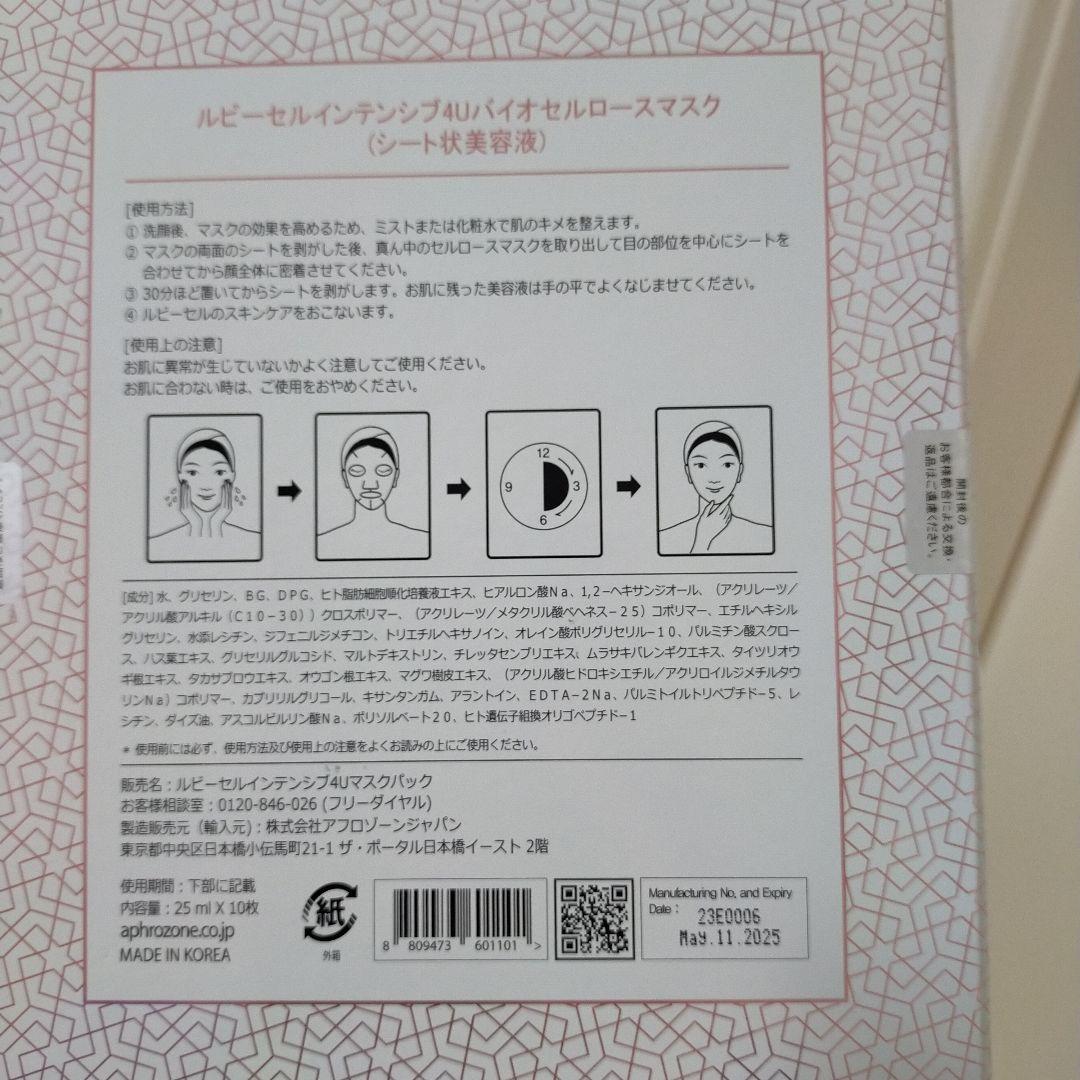 ルビーセルインテンシブ4Uバイオセルロースマスク
(シート状美容液)
[使用方法]
① 洗顔後、マスクの効果を高めるため、ミストまたは化粧水で肌のキメを整えます。
② マスクの両面のシートを剥がした後、真ん中のセルロースマスクを取り出して目の部位を中心にシートを
合わせてから顔全体に密着させてください。
③ 30分ほど置いてからシートを剥がします。お肌に残った美容液は手の平でよくなじませてください。
④ ルビーセルのスキンケアをおこないます。
[使用上の注意]
お肌に異常が生じていないかよく注意してご使用ください。
お肌に合わない時は、ご使用をおやめください。
12
9
3
6
[成分] 水、グリセリン、BG、DPG、ヒト脂肪細胞順化培養液エキス、ヒアルロン酸Na、1,2−ヘキサンジオール、(アクリレーツ/
アクリル酸アルキル(C10−30))クロスポリマー、(アクリレーツ/メタクリル酸ベヘネス−25)コポリマー、エチルヘキシル
グリセリン、水添レシチン、ジフェニルジメチコン、トリエチルヘキサノイン、オレイン酸ポリグリセリル−10、パルミチン酸スクロー
ス、ハス葉エキス、グリセリルグルコシド、マルトデキストリン、チレッタセンブリエキス、ムラサキバレンギクエキス、タイツリオウ
ギ根エキス、タカサブロウエキス、オウゴン根エキス、マグワ樹皮エキス、(アクリル酸ヒドロキシエチル/アクリロイルジメチルタウ
リンNa)コポリマー、カプリリルグリコール、キサンタンガム、アラントイン、EDTA−2Na、パルミトイルトリペプチド−5、レ
シチン、ダイズ油、アスコルビルリン酸Na、ポリソルベート20、ヒト遺伝子組換オリゴペプチド−1
* 使用前には必ず、使用方法及び使用上の注意をよくお読みの上にご使用ください。
販売名:ルビーセルインテンシブ4Uマスクパック
お客様相談室:0120-846-026 (フリーダイヤル)
製造販売元(輸入元):株式会社アフロゾーンジャパン
東京都中央区日本橋小伝馬町21-1 ザ・ポータル日本橋イースト 2階
使用期間:下部に記載
内容量:25 ml X 10枚
aphrozone.co.jp
MADE IN KOREA
紙
外箱
8 809473 601101 >
Manufacturing No, and Expiry
Date : 23E0006
May.11.2025
開封後の
お客様都合による交換・
返品はご遠慮ください。